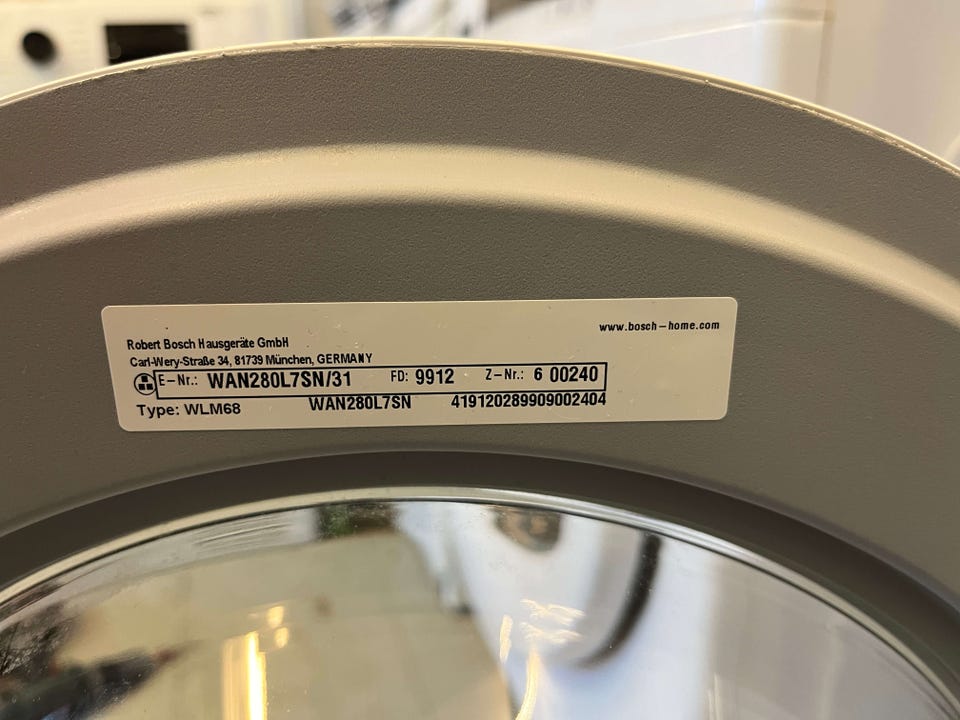 www.bosch-home.com
Robert Bosch Hausgeräte GmbH
Carl-Wery-Straße 34, 81739 München, GERMANY
E-Nr.: WAN280L7SN/31 FD: 9912 Z-Nr.: 6 00240
Type: WLM68 WAN280L7SN 419120289909002404